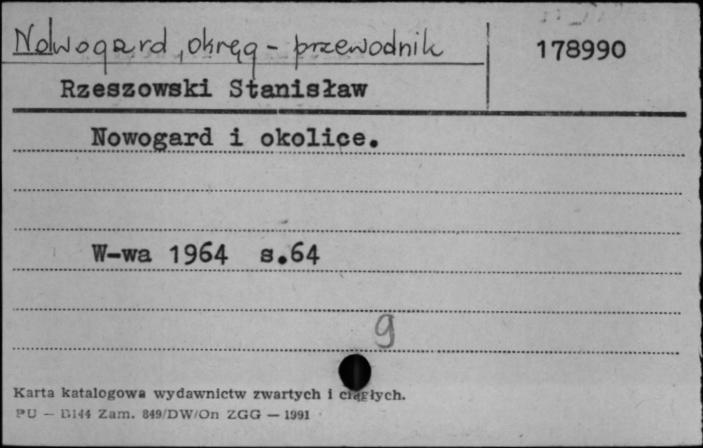 Nowogard, okręg - przewodnik
178990
Rzeszowski Stanisław
Nowogard i okolice.
W-wa 1964 s.64
9
Karta katalogowa wydawnictw zwartych i ciągłych.
PU — D144 Zam. 849/DW/On ZGG — 1991